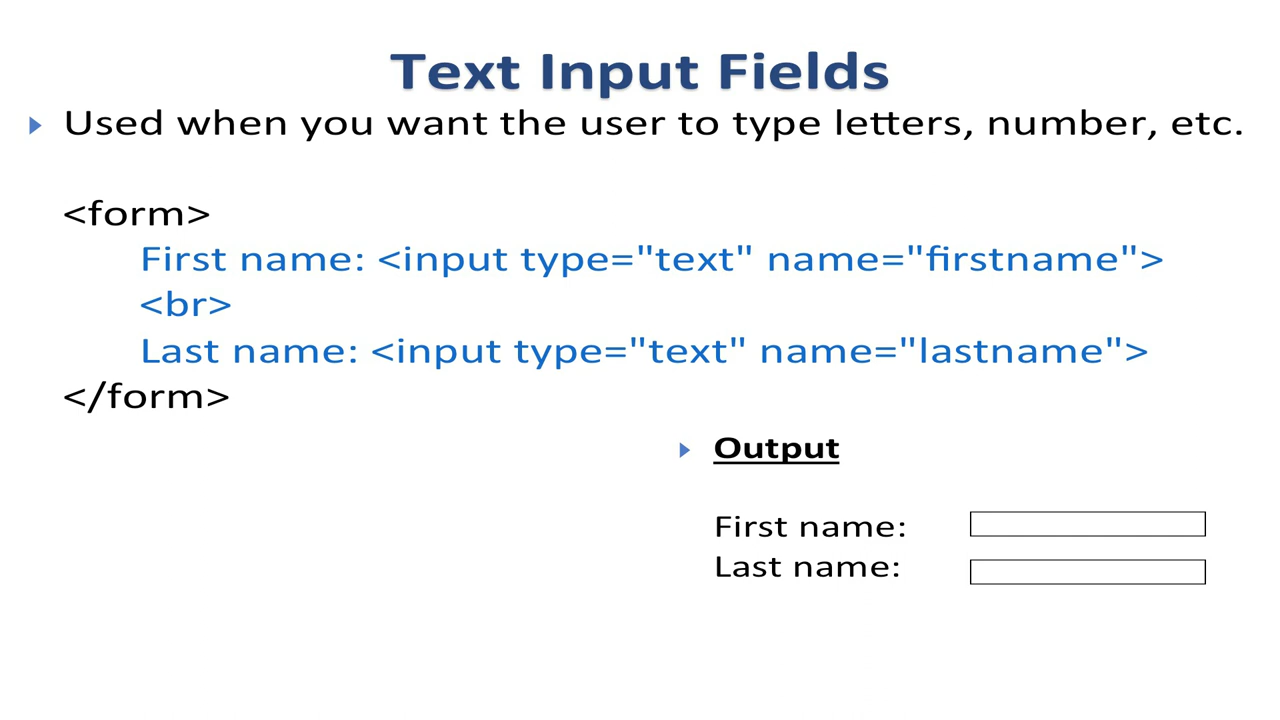 Text Input Fields
Used when you want the user to type letters, number, etc.
<form>
First name: <input type="text" name="firstname">
<br>
Last name: <input type="text" name="lastname">
</form>
Output
First name:
Last name: